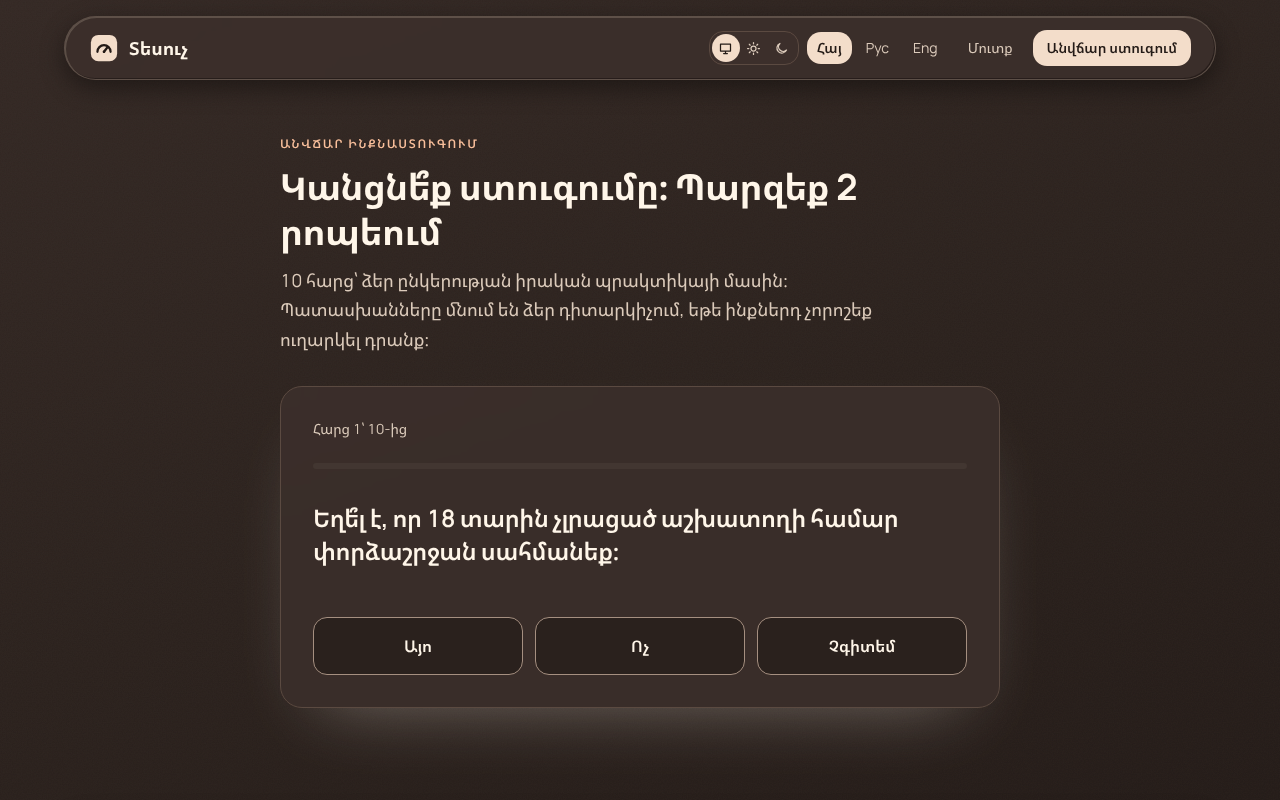 Տեսուչ
Հայ
Рус
Eng
Մուտք
Անվճար ստուգում
ԱՆՎՃԱՐ ԻՆՔՆԱՍՏՈՒԳՈՒՄ
Կանցնե՞ք ստուգումը։ Պարզեք 2
րոպեում
10 հարց՝ ձեր ընկերության իրական պրակտիկայի մասին։
Պատասխանները մնում են ձեր դիտարկիչում, եթե ինքներդ չորոշեք
ուղարկել դրանք։
Հարց 1՝ 10-ից
Եղե՞լ է, որ 18 տարին չլրացած աշխատողի համար
փորձաշրջան սահմանեք։
Այո
Ոչ
Չգիտեմ